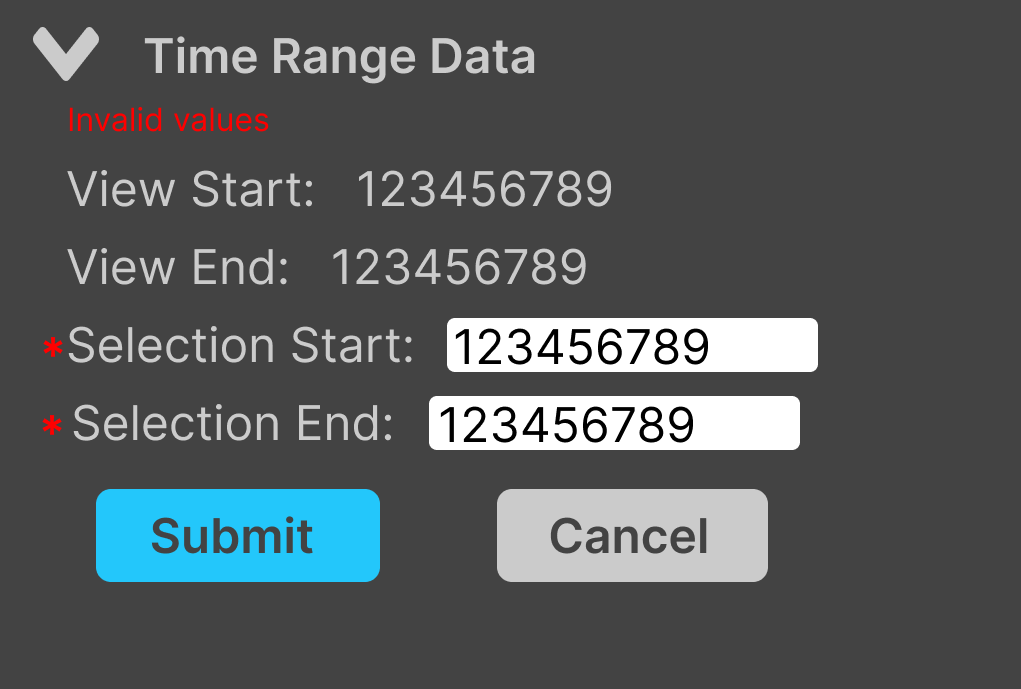 Time Range Data
Invalid values
View Start: 123456789
View End: 123456789
*Selection Start: 123456789
* Selection End: 123456789
Submit Cancel